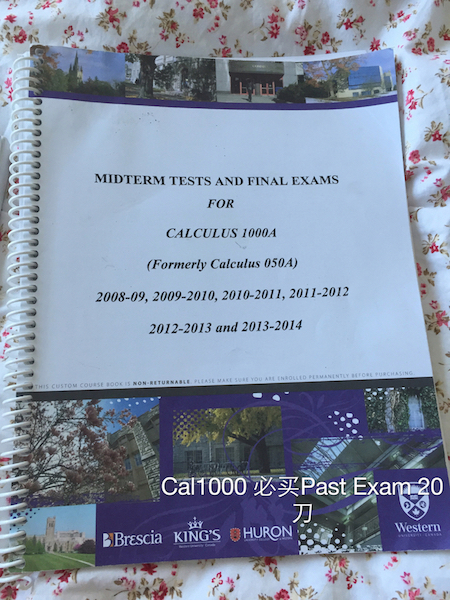 MIDTERM TESTS AND FINAL EXAMS
FOR
CALCULUS 1000A
(Formerly Calculus 050A)
2008-09, 2009-2010, 2010-2011, 2011-2012
2012-2013 and 2013-2014
THIS CUSTOM COURSE BOOK IS NON-RETURNABLE. PLEASE MAKE SURE YOU ARE ENROLLED PERMANENTLY BEFORE PURCHASING.
Cal1000 必买Past Exam 20
刀
Brescia
KING'S
HURON
Western
UNIVERSITY · CANADA